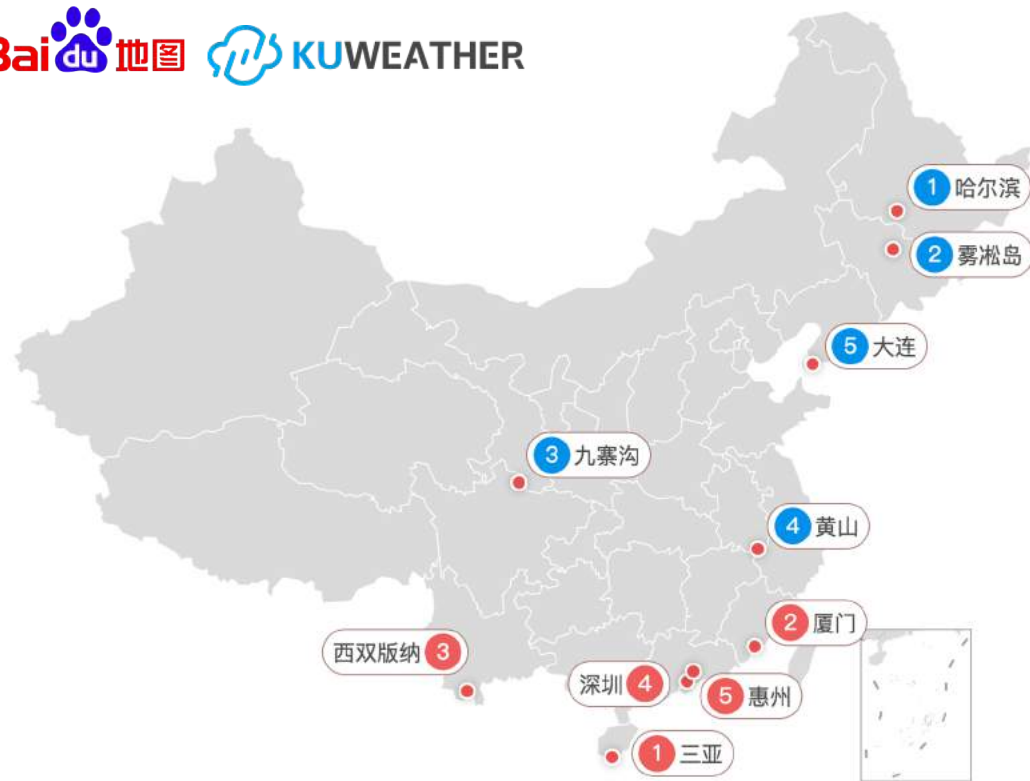 Bai du 地图 KUWEATHER
1 哈尔滨
2 雾凇岛
5 大连
3 九寨沟
4 黄山
2 厦门
西双版纳 3
深圳 4
5 惠州
1 三亚